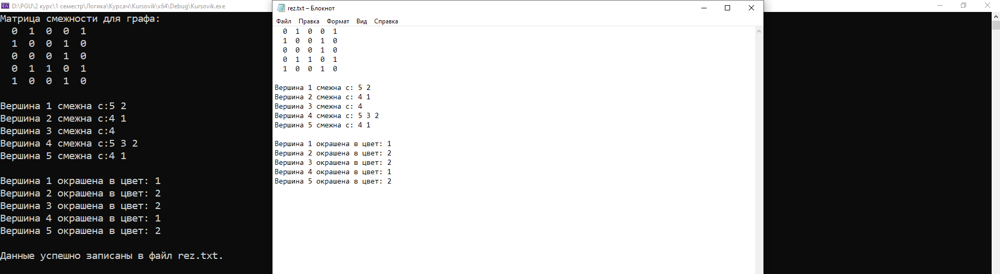 D:\PGU\2 курс\1 семестр\Логика\Курсач\Kursovik\x64\Debug\Kursovik.exe
Матрица смежности для графа:
0 1 0 0 1
1 0 0 1 0
0 0 0 1 0
0 1 1 0 1
1 0 0 1 0
Вершина 1 смежна с:5 2
Вершина 2 смежна с:4 1
Вершина 3 смежна с:4
Вершина 4 смежна с:5 3 2
Вершина 5 смежна с:4 1
Вершина 1 окрашена в цвет: 1
Вершина 2 окрашена в цвет: 2
Вершина 3 окрашена в цвет: 2
Вершина 4 окрашена в цвет: 1
Вершина 5 окрашена в цвет: 2
Данные успешно записаны в файл rez.txt.
rez.txt – Блокнот
Файл Правка Формат Вид Справка
0 1 0 0 1
1 0 0 1 0
0 0 0 1 0
0 1 1 0 1
1 0 0 1 0
Вершина 1 смежна с: 5 2
Вершина 2 смежна с: 4 1
Вершина 3 смежна с: 4
Вершина 4 смежна с: 5 3 2
Вершина 5 смежна с: 4 1
Вершина 1 окрашена в цвет: 1
Вершина 2 окрашена в цвет: 2
Вершина 3 окрашена в цвет: 2
Вершина 4 окрашена в цвет: 1
Вершина 5 окрашена в цвет: 2